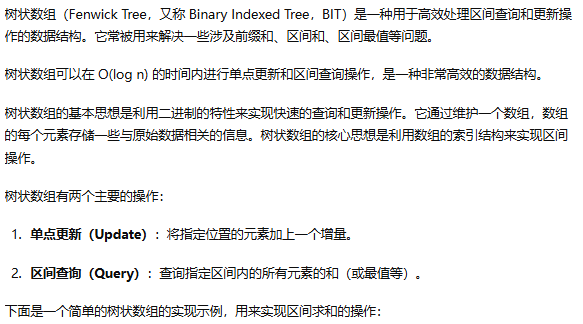 树状数组（Fenwick Tree，又称 Binary Indexed Tree，BIT）是一种用于高效处理区间查询和更新操
作的数据结构。它常被用来解决一些涉及前缀和、区间和、区间最值等问题。
树状数组可以在 O(log n) 的时间内进行单点更新和区间查询操作，是一种非常高效的数据结构。
树状数组的基本思想是利用二进制的特性来实现快速的查询和更新操作。它通过维护一个数组，数组
的每个元素存储一些与原始数据相关的信息。树状数组的核心思想是利用数组的索引结构来实现区间
操作。
树状数组有两个主要的操作：
1. 单点更新（Update）：将指定位置的元素加上一个增量。
2. 区间查询（Query）：查询指定区间内的所有元素的和（或最值等）。
下面是一个简单的树状数组的实现示例，用来实现区间求和的操作：